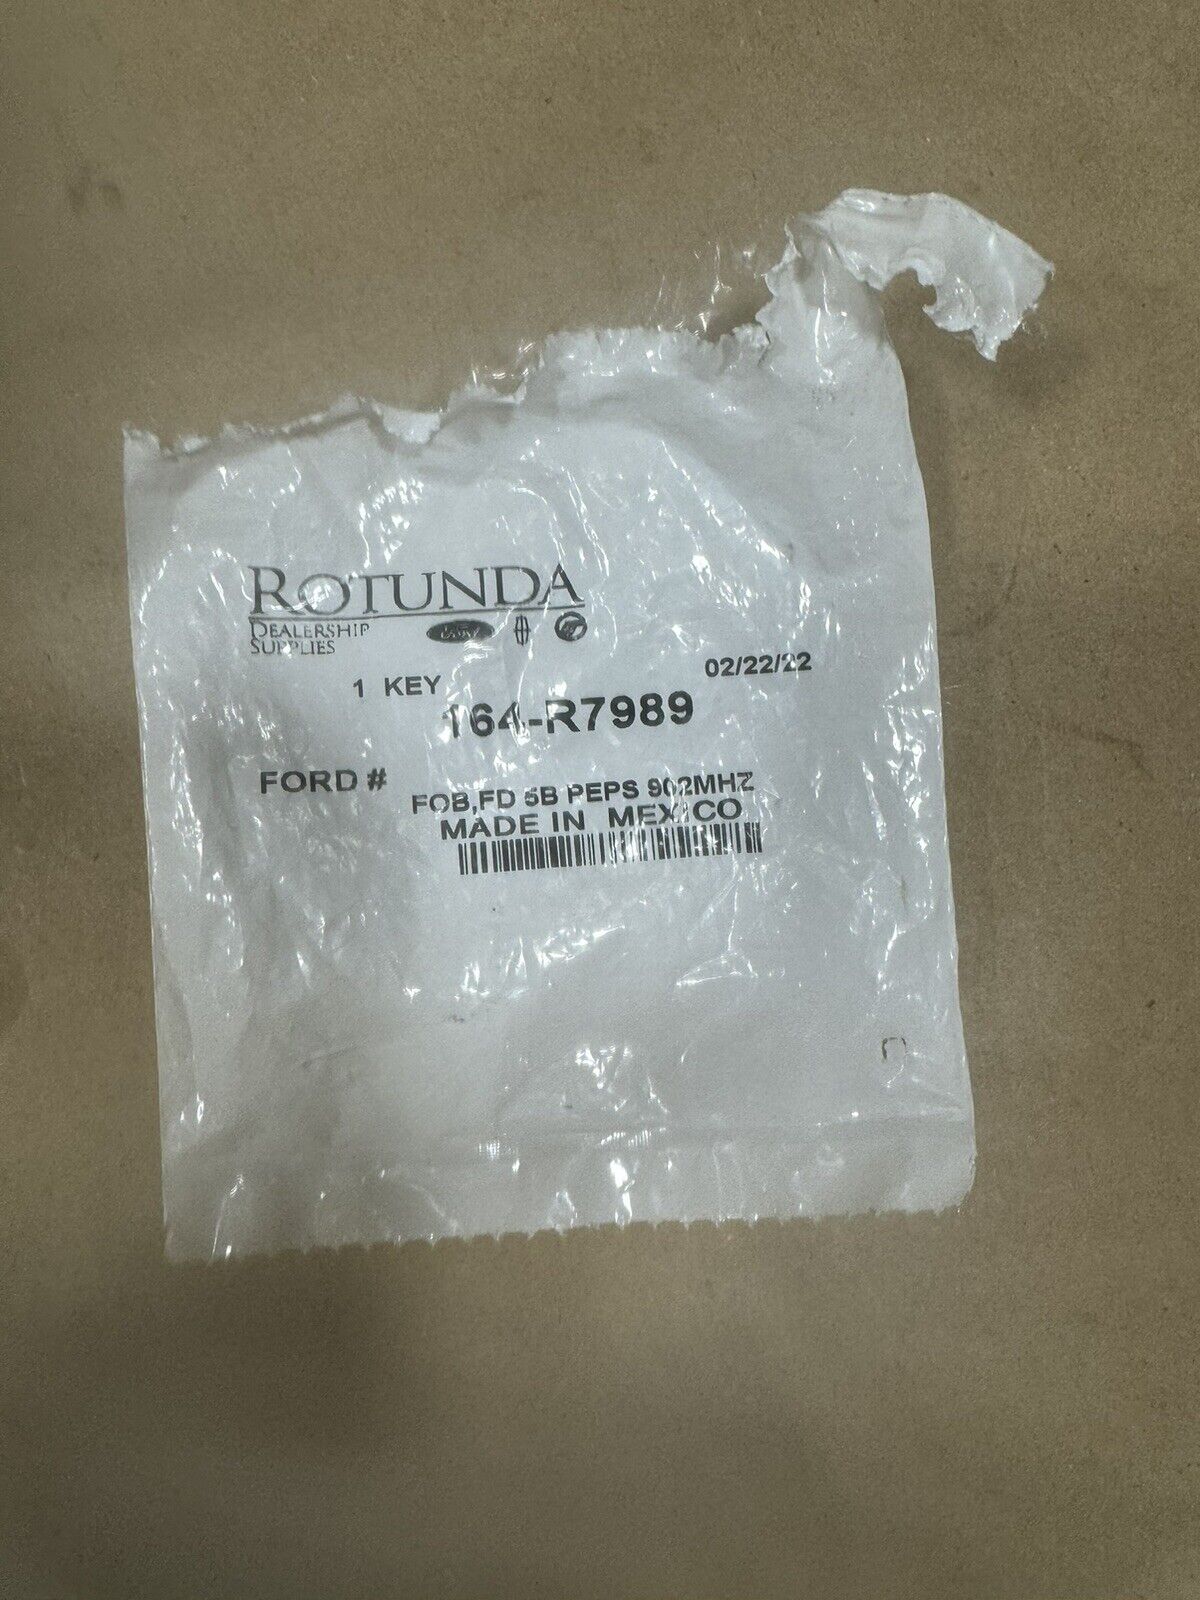 ROTUNDA
DEALERSHIP
SUPPLIES
Ford
02/22/22
1 KEY
164-R7989
FORD #
FOB,FD 5B PEPS 902MHZ
MADE IN MEXICO